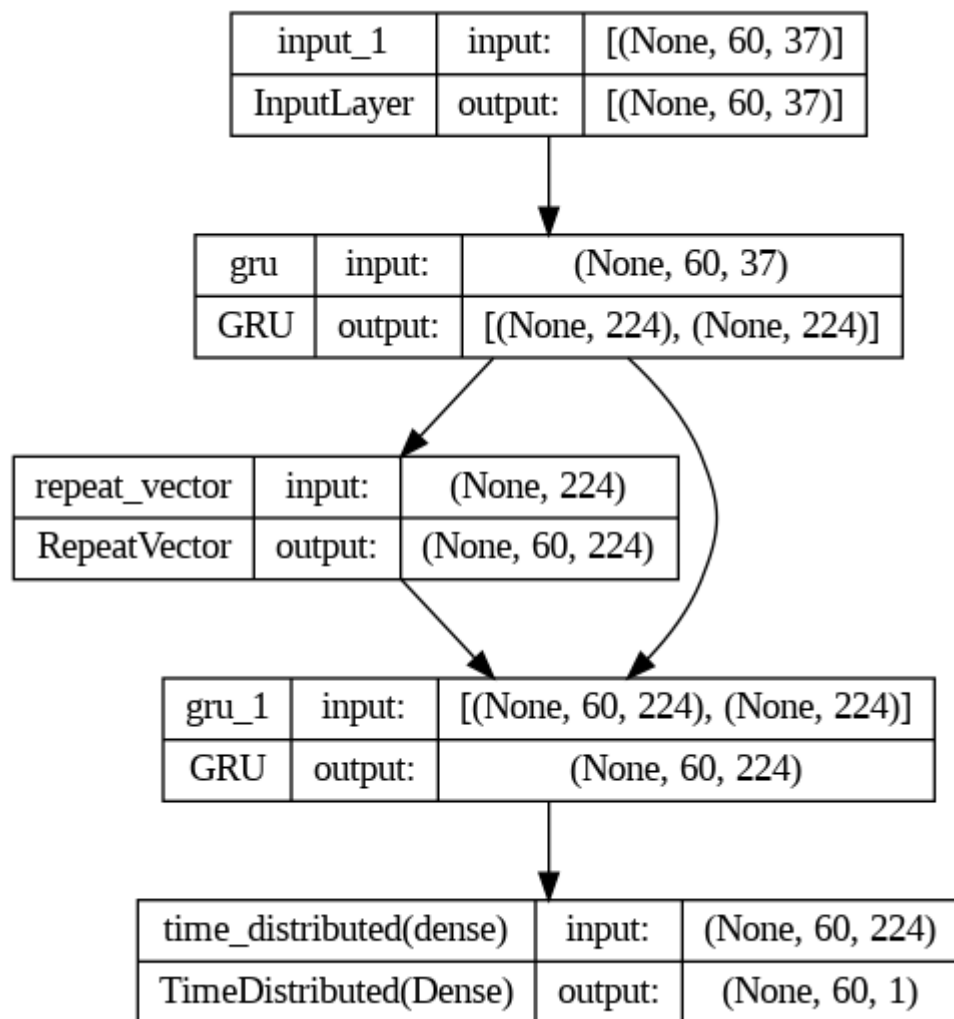 input_1 input: [(None, 60, 37)]
InputLayer output: [(None, 60, 37)]
gru input: (None, 60, 37)
GRU output: [(None, 224), (None, 224)]
repeat_vector input: (None, 224)
RepeatVector output: (None, 60, 224)
gru_1 input: [(None, 60, 224), (None, 224)]
GRU output: (None, 60, 224)
time_distributed(dense) input: (None, 60, 224)
TimeDistributed(Dense) output: (None, 60, 1)